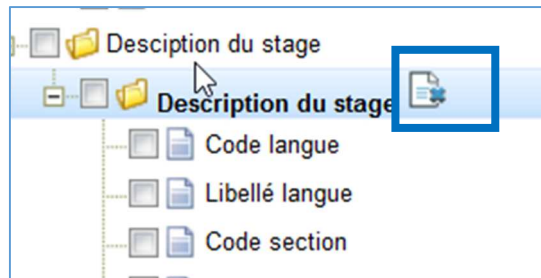 Desciption du stage
Description du stage
Code langue
Libellé langue
Code section